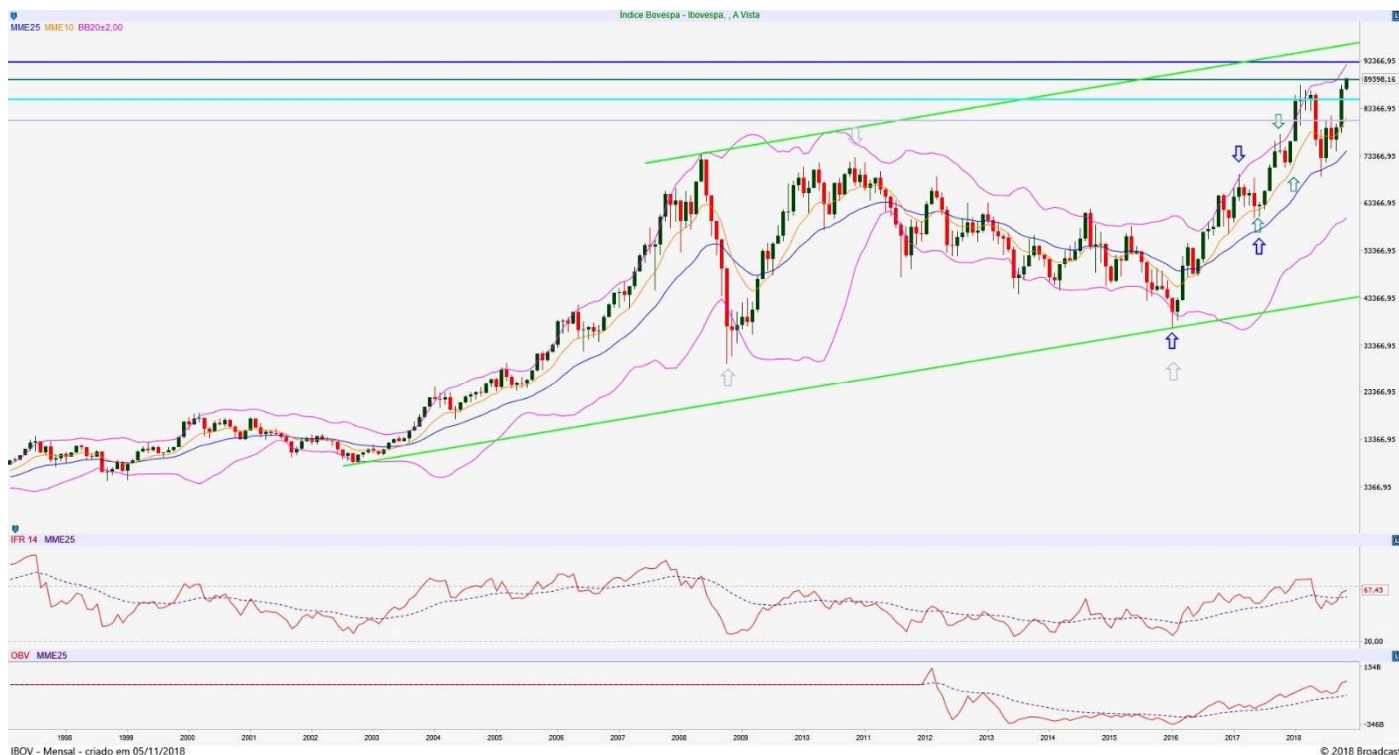 Índice Bovespa - Ibovespa, , A Vista
MME25 MME10 BB20±2,00
93366,95
89598,16
83366,95
73366,95
63366,95
53366,95
43366,95
33366,95
23366,95
13366,95
3366,95
IFR 14 MME25
67,43
30,00
OBV MME25
154B
-346B
1998 1999 2000 2001 2002 2003 2004 2005 2006 2007 2008 2009 2010 2011 2012 2013 2014 2015 2016 2017 2018
IBOV - Mensal - criado em 05/11/2018
© 2018 Broadcast